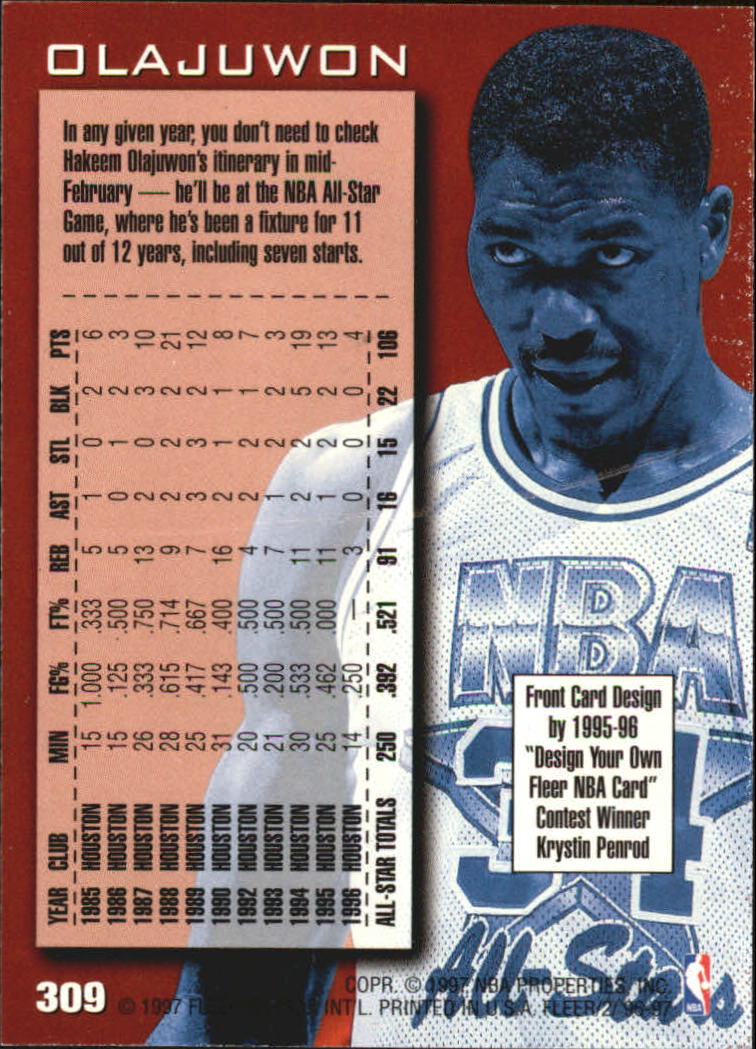 OLAJUWON
In any given year, you don't need to check
Hakeem Olajuwon's itinerary in mid-
February — he'll be at the NBA All-Star
Game, where he's been a fixture for 11
out of 12 years, including seven starts.
YEAR CLUB MIN FG% FT% REB AST STL BLK PTS
1985 HOUSTON 15 1.000 .333 5 1 0 2 6
1986 HOUSTON 15 .125 .500 5 0 1 2 3
1987 HOUSTON 26 .333 .750 13 2 0 3 10
1988 HOUSTON 28 .615 .714 9 2 2 2 21
1989 HOUSTON 25 .417 .667 7 3 3 2 12
1990 HOUSTON 31 .143 .400 16 2 1 1 8
1992 HOUSTON 20 .500 .500 4 2 2 1 7
1993 HOUSTON 21 .200 .500 7 1 2 2 3
1994 HOUSTON 30 .533 .500 11 2 2 5 19
1995 HOUSTON 25 .462 .000 11 1 2 2 13
1996 HOUSTON 14 .250 — 3 0 0 0 4
ALL-STAR TOTALS 250 .392 .521 91 16 15 22 106
NBA
34
All Stars
Front Card Design
by 1995-96
"Design Your Own
Fleer NBA Card"
Contest Winner
Krystin Penrod
309
COPR. © 1997 NBA PROPERTIES, INC.
© 1997 INT'L. PRINTED IN U.S.A. FLEER/2/ 96-97
NBA